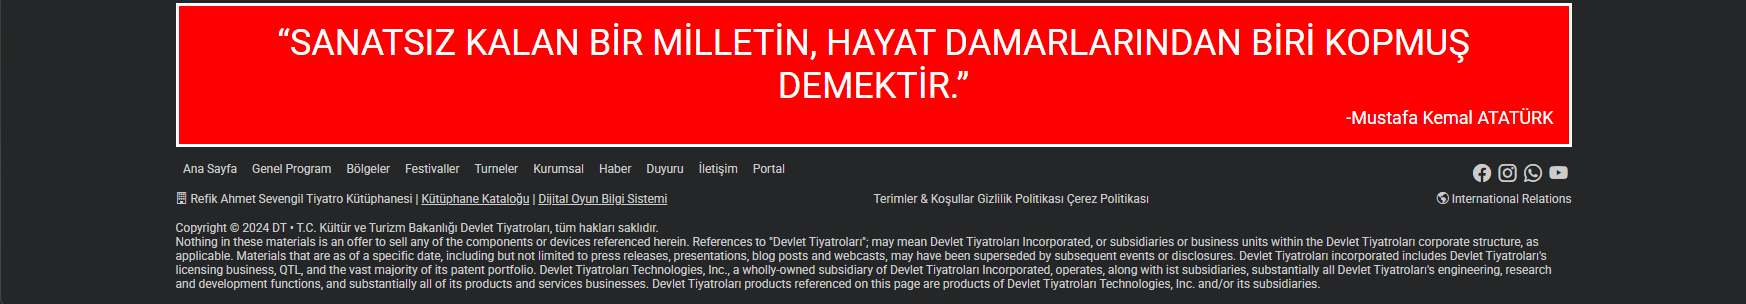 “SANATSIZ KALAN BİR MİLLETİN, HAYAT DAMARLARINDAN BİRİ KOPMUŞ
DEMEKTİR.”
-Mustafa Kemal ATATÜRK
Ana Sayfa Genel Program Bölgeler Festivaller Turneler Kurumsal Haber Duyuru İletişim Portal
Refik Ahmet Sevengil Tiyatro Kütüphanesi | Kütüphane Kataloğu | Dijital Oyun Bilgi Sistemi
Terimler & Koşullar Gizlilik Politikası Çerez Politikası
International Relations
Copyright © 2024 DT • T.C. Kültür ve Turizm Bakanlığı Devlet Tiyatroları, tüm hakları saklıdır.
Nothing in these materials is an offer to sell any of the components or devices referenced herein. References to "Devlet Tiyatroları"; may mean Devlet Tiyatroları Incorporated, or subsidiaries or business units within the Devlet Tiyatroları corporate structure, as
applicable. Materials that are as of a specific date, including but not limited to press releases, presentations, blog posts and webcasts, may have been superseded by subsequent events or disclosures. Devlet Tiyatroları incorporated includes Devlet Tiyatroları's
licensing business, QTL, and the vast majority of its patent portfolio. Devlet Tiyatroları Technologies, Inc., a wholly-owned subsidiary of Devlet Tiyatroları Incorporated, operates, along with ist subsidiaries, substantially all Devlet Tiyatroları's engineering, research
and development functions, and substantially all of its products and services businesses. Devlet Tiyatroları products referenced on this page are products of Devlet Tiyatroları Technologies, Inc. and/or its subsidiaries.